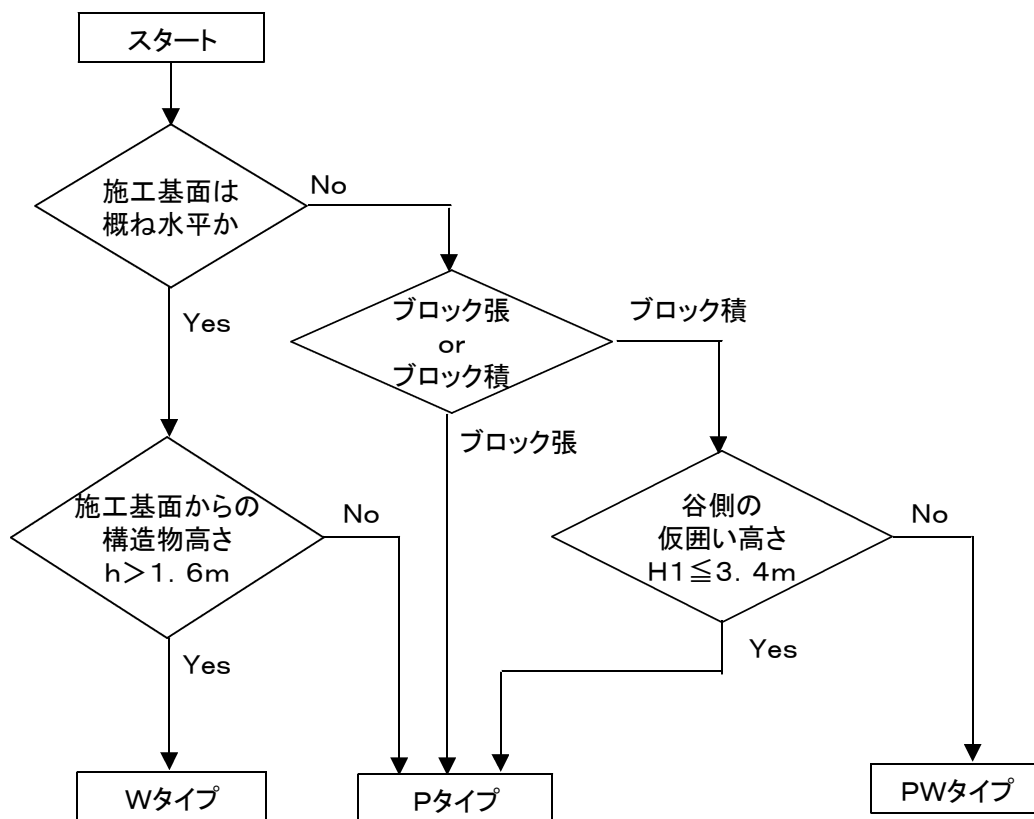 スタート
施工基面は
概ね水平か
No
Yes
ブロック張
or
ブロック積
ブロック積
ブロック張
施工基面からの
構造物高さ
h＞1．6m
No
Yes
谷側の
仮囲い高さ
H1≦3．4m
No
Yes
Wタイプ
Pタイプ
PWタイプ